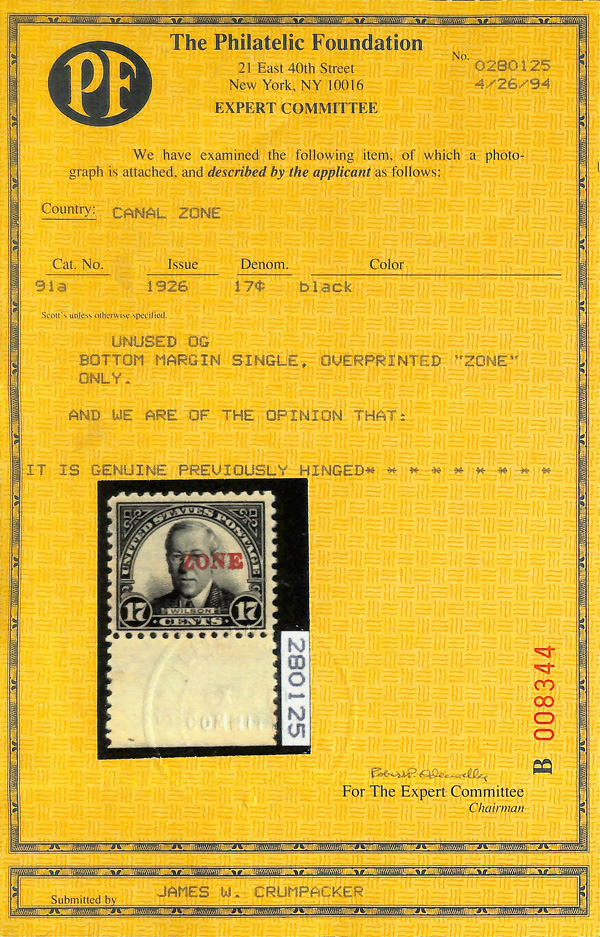 PF
The Philatelic Foundation
21 East 40th Street
New York, NY 10016
EXPERT COMMITTEE
No. 0280125
4/26/94
We have examined the following item, of which a photo-
graph is attached, and described by the applicant as follows:
Country: CANAL ZONE
Cat. No. Issue Denom. Color
91a 1926 17¢ black
Scott's unless otherwise specified.
UNUSED OG
BOTTOM MARGIN SINGLE, OVERPRINTED "ZONE"
ONLY.
AND WE ARE OF THE OPINION THAT:
IT IS GENUINE PREVIOUSLY HINGED* * * * * * * * *
UNITED STATES POSTAGE
ZONE
WILSON
17 CENTS 17
280125
B 008344
For The Expert Committee
Chairman
Submitted by JAMES W. CRUMPACKER